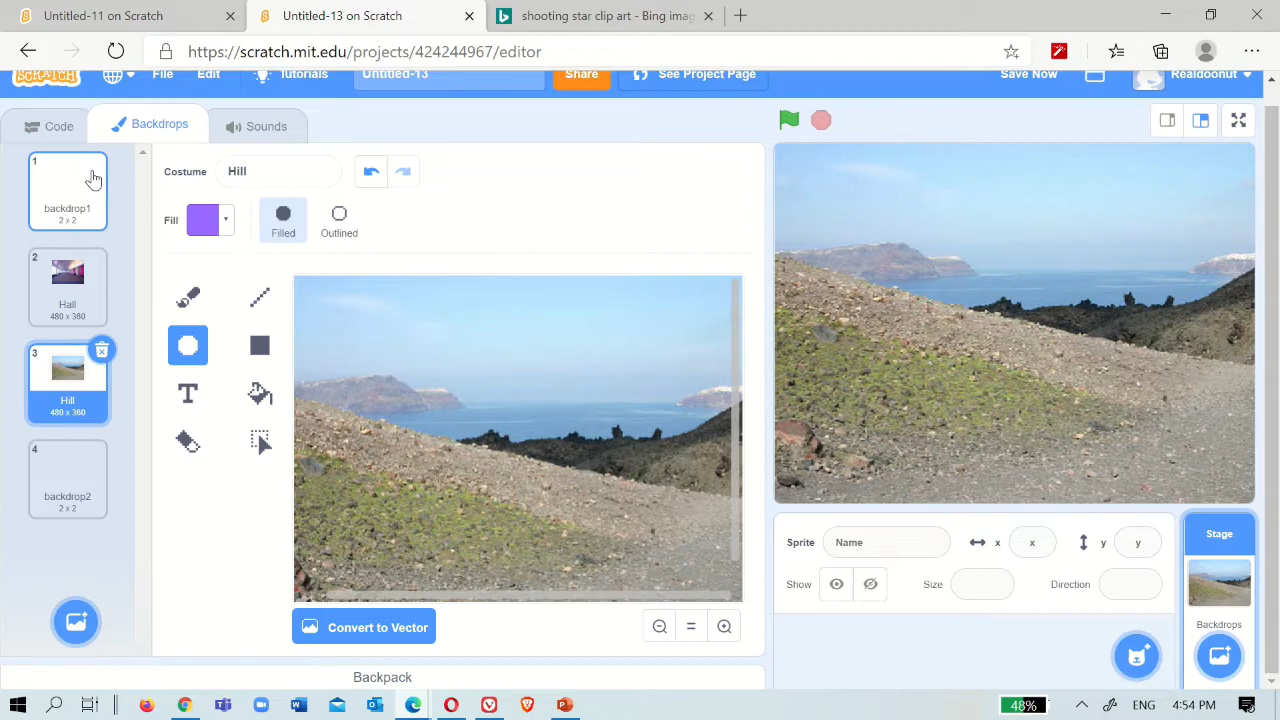 Untitled-11 on Scratch
Untitled-13 on Scratch
shooting star clip art - Bing imag
https://scratch.mit.edu/projects/424244967/editor
SCRATCH
File
Edit
Tutorials
Untitled-13
Share
See Project Page
Save Now
Realdoonut
Code
Backdrops
Sounds
1
backdrop1
2 x 2
2
Hall
480 x 360
3
Hill
480 x 360
4
backdrop2
2 x 2
Costume
Hill
Fill
Filled
Outlined
T
Convert to Vector
Backpack
Sprite
Name
x
x
y
y
Show
Size
Direction
Stage
Backdrops
48%
ENG
4:54 PM